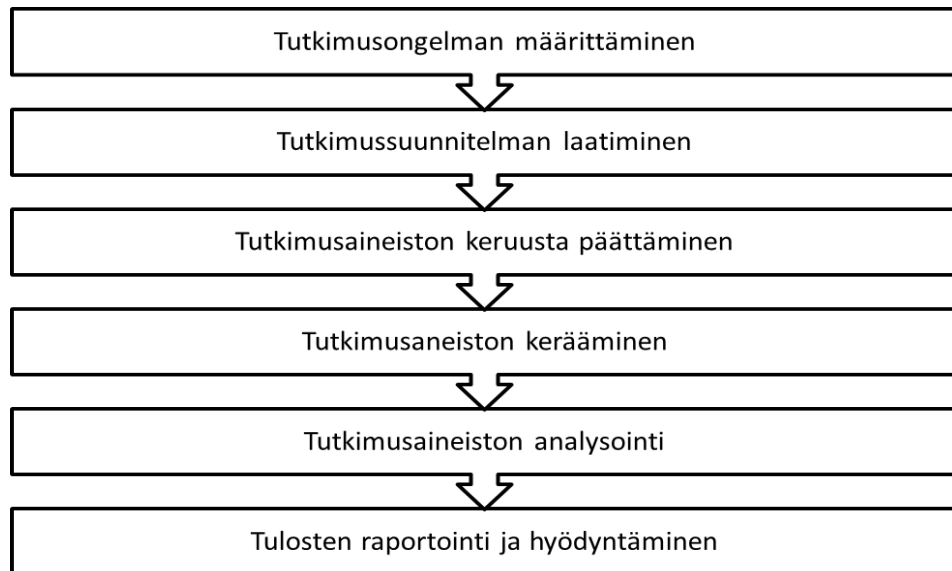 Tutkimusongelman määrittäminen
Tutkimussuunnitelman laatiminen
Tutkimusaineiston keruusta päättäminen
Tutkimusaneiston kerääminen
Tutkimusaineiston analysointi
Tulosten raportointi ja hyödyntäminen